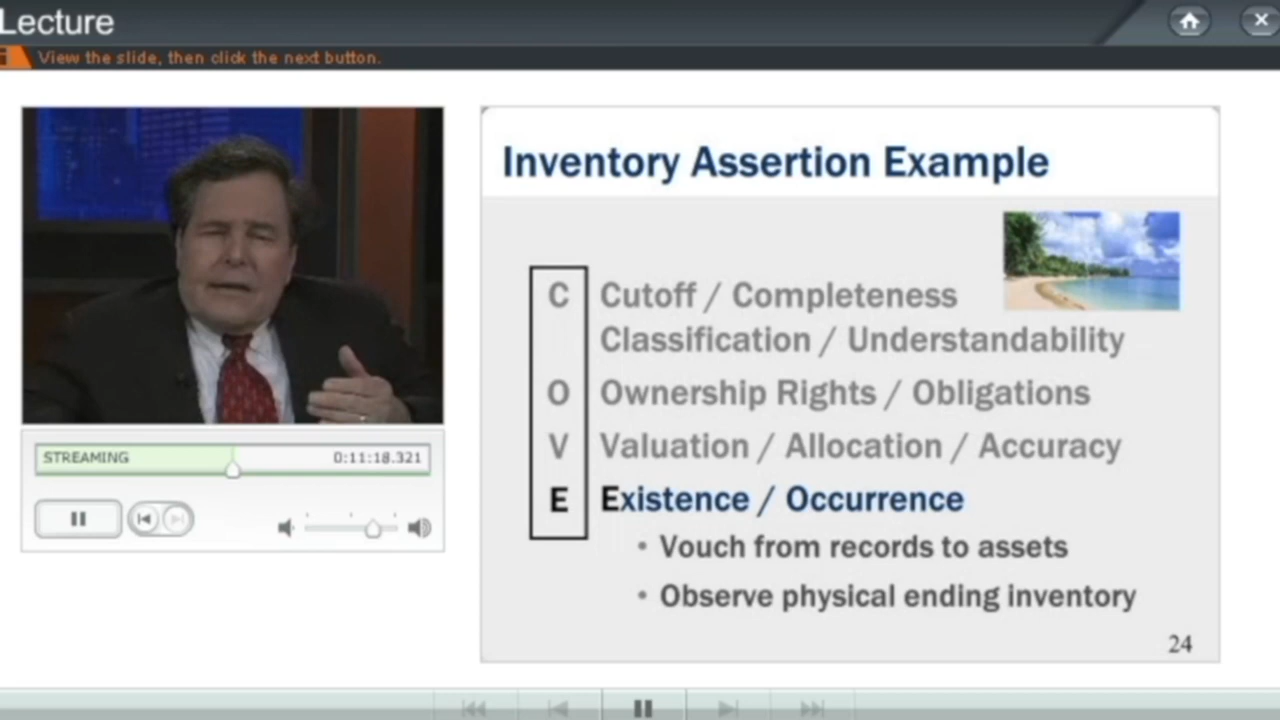 Lecture
View the slide, then click the next button.
STREAMING 0:11:18.321
Inventory Assertion Example
C Cutoff / Completeness
Classification / Understandability
O Ownership Rights / Obligations
V Valuation / Allocation / Accuracy
E Existence / Occurrence
• Vouch from records to assets
• Observe physical ending inventory
24